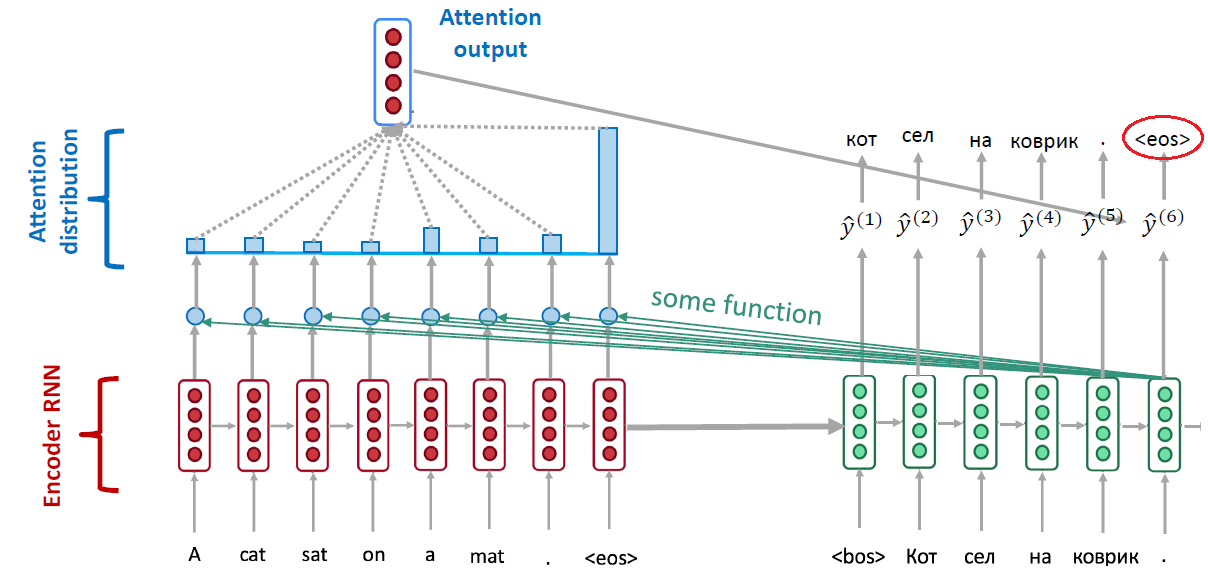 Attention
output
Attention
distribution
кот сел на коврик . <eos>
ŷ⁽¹⁾ ŷ⁽²⁾ ŷ⁽³⁾ ŷ⁽⁴⁾ ŷ⁽⁵⁾ ŷ⁽⁶⁾
some function
Encoder RNN
A cat sat on a mat . <eos>
<bos> Кот сел на коврик .